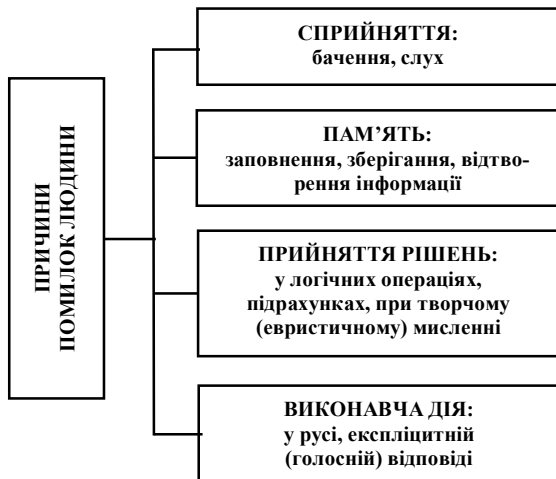 ПРИЧИНИ
ПОМИЛОК ЛЮДИНИ
СПРИЙНЯТТЯ:
бачення, слух
ПАМ’ЯТЬ:
заповнення, зберігання, відтво-
рення інформації
ПРИЙНЯТТЯ РІШЕНЬ:
у логічних операціях,
підрахунках, при творчому
(евристичному) мисленні
ВИКОНАВЧА ДІЯ:
у русі, експліцитній
(голосній) відповіді